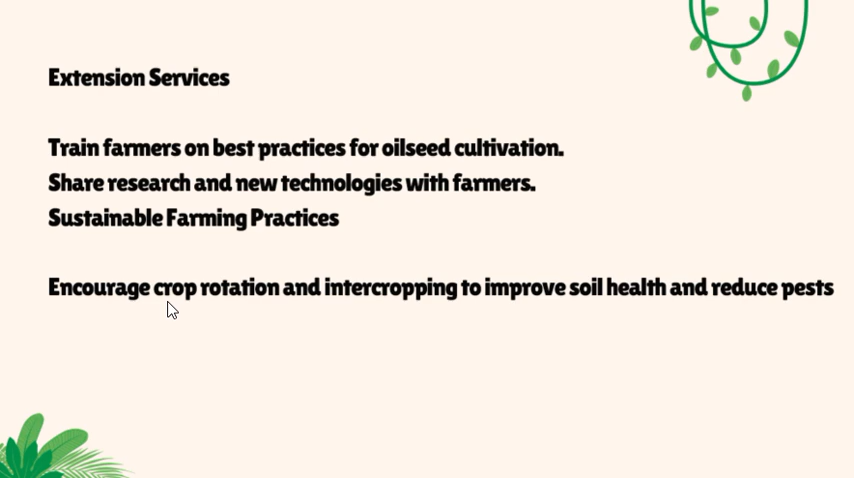 Extension Services
Train farmers on best practices for oilseed cultivation.
Share research and new technologies with farmers.
Sustainable Farming Practices
Encourage crop rotation and intercropping to improve soil health and reduce pests